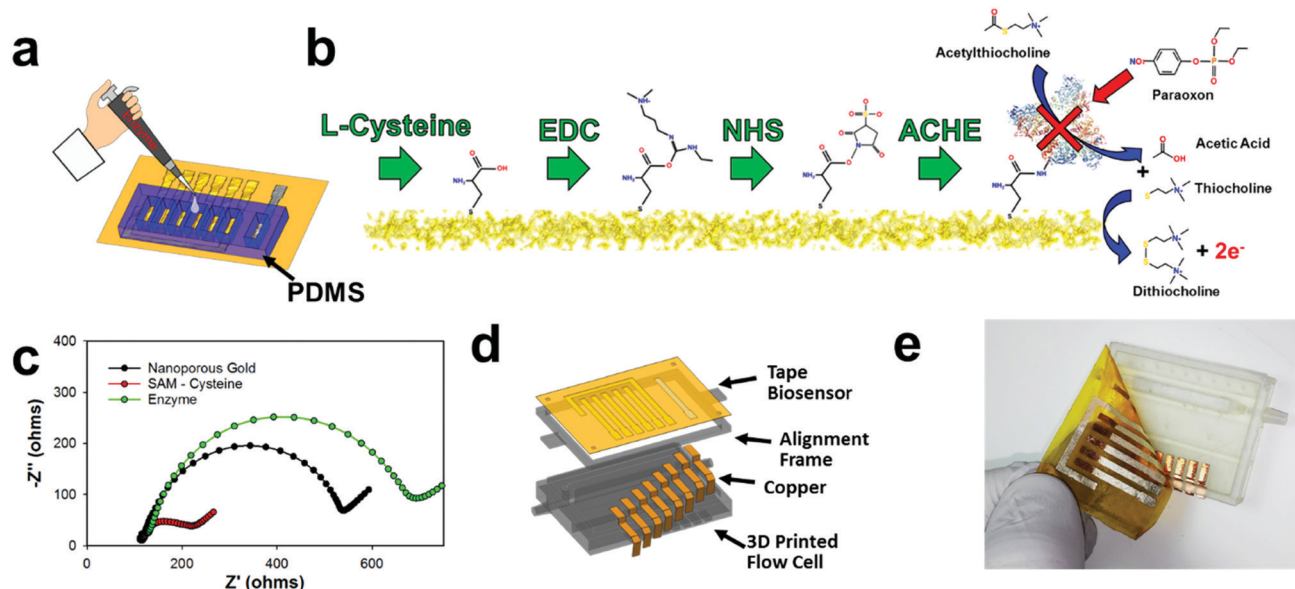 a
Enzyme
PDMS
b
L-Cysteine
EDC
NHS
ACHE
Acetylthiocholine
Paraoxon
Acetic Acid
+
Thiocholine
+ 2e-
Dithiocholine
c
400
300
200
100
0
-Z" (ohms)
Nanoporous Gold
SAM - Cysteine
Enzyme
0 200 400 600
Z' (ohms)
d
Tape
Biosensor
Alignment
Frame
Copper
3D Printed
Flow Cell
e